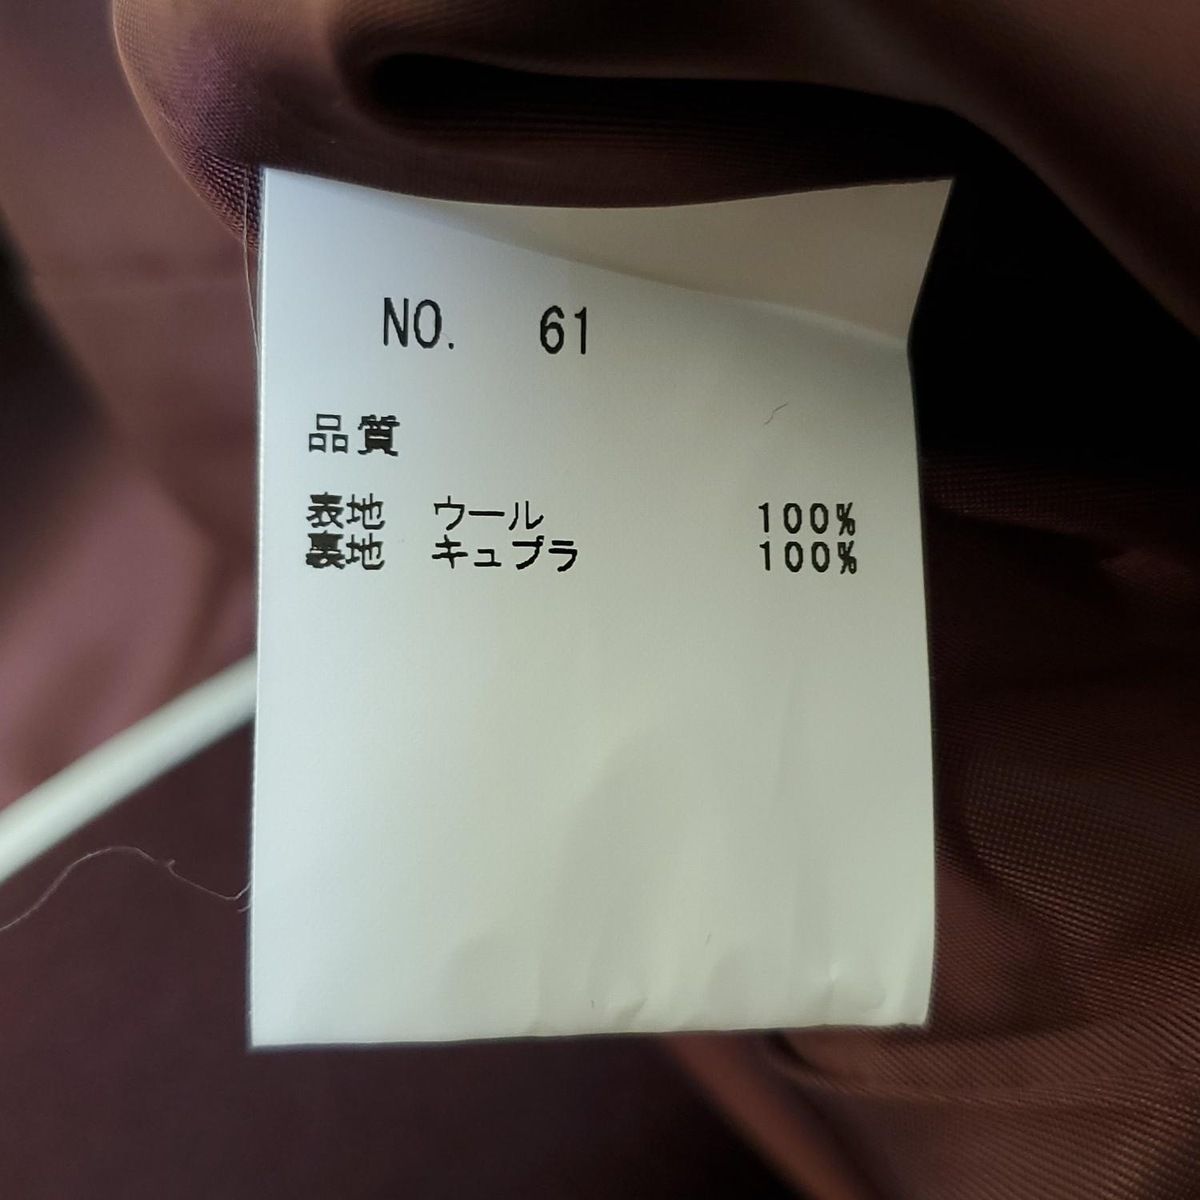 NO. 61
品質
表地 ウール 100%
裏地 キュプラ 100%